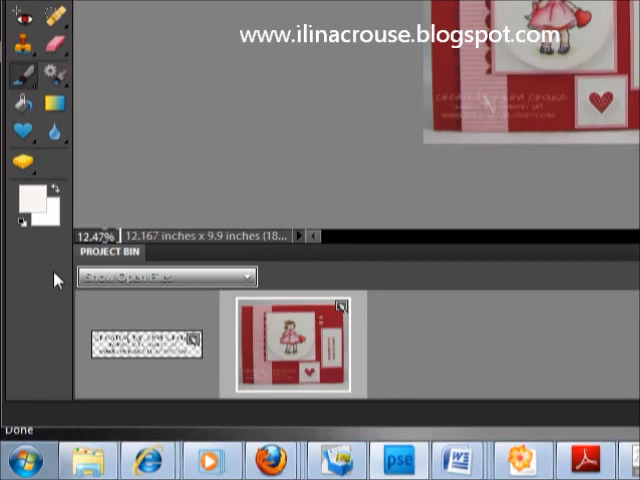 www.ilinacrouse.blogspot.com
12.47%
12.167 inches x 9.9 inches (18...
PROJECT BIN
Show Open Files
Done
pse
W